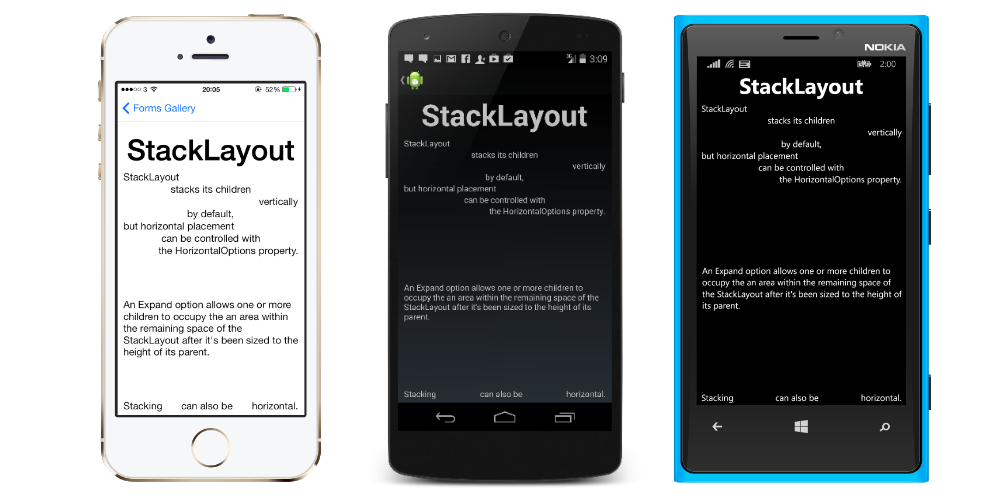 3
20:05
52%
Forms Gallery
StackLayout
StackLayout
stacks its children
vertically
by default,
but horizontal placement
can be controlled with
the HorizontalOptions property.
An Expand option allows one or more
children to occupy the an area within
the remaining space of the
StackLayout after it's been sized to the
height of its parent.
Stacking can also be horizontal.
3:09
StackLayout
StackLayout
stacks its children
vertically
by default,
but horizontal placement
can be controlled with
the HorizontalOptions property.
An Expand option allows one or more children to
occupy the an area within the remaining space of the
StackLayout after it's been sized to the height of its
parent.
Stacking can also be horizontal.
NOKIA
2:00
StackLayout
StackLayout
stacks its children
vertically
by default,
but horizontal placement
can be controlled with
the HorizontalOptions property.
An Expand option allows one or more children to
occupy the an area within the remaining space of
the StackLayout after it's been sized to the height of
its parent.
Stacking can also be horizontal.